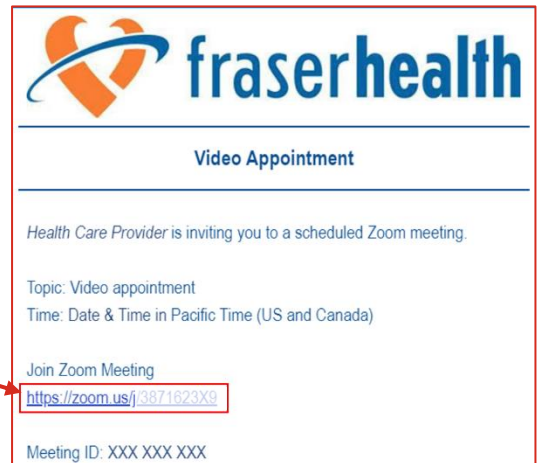 fraserhealth
Video Appointment
Health Care Provider is inviting you to a scheduled Zoom meeting.
Topic: Video appointment
Time: Date & Time in Pacific Time (US and Canada)
Join Zoom Meeting
https://zoom.us/j/3871623X9
Meeting ID: XXX XXX XXX